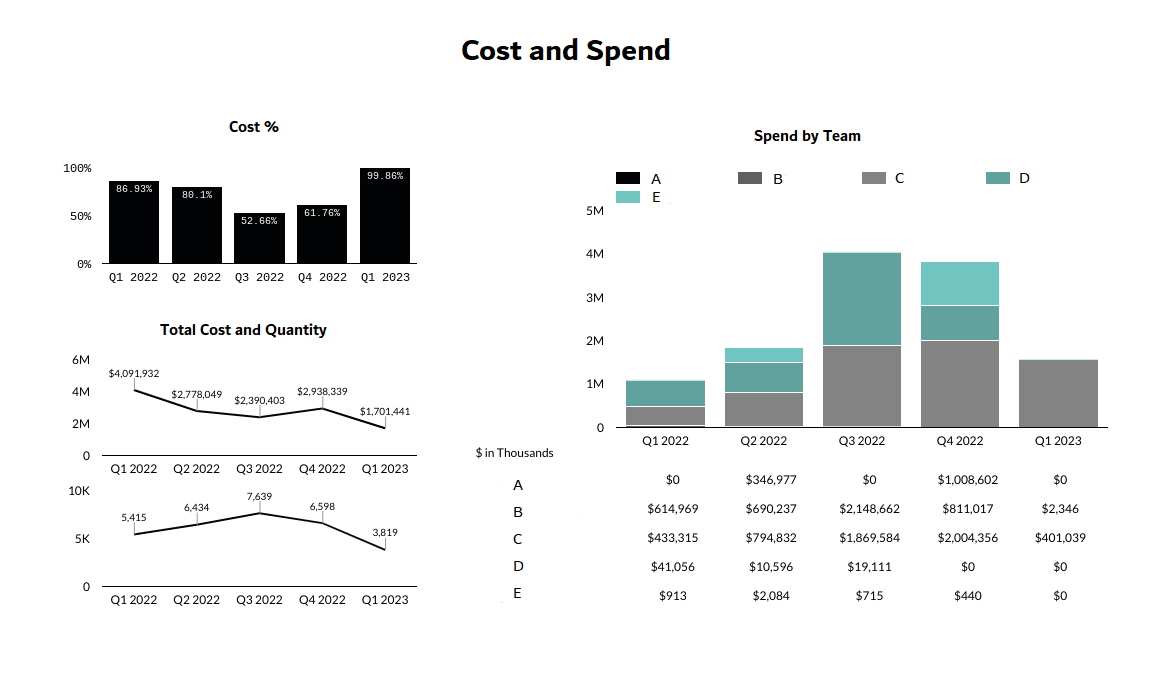 Cost and Spend
Cost %
100%
50%
0%
86.93%
80.1%
52.66%
61.76%
99.86%
Q1 2022 Q2 2022 Q3 2022 Q4 2022 Q1 2023
Total Cost and Quantity
6M
4M
2M
0
$4,091,932
$2,778,049
$2,390,403
$2,938,339
$1,701,441
Q1 2022 Q2 2022 Q3 2022 Q4 2022 Q1 2023
10K
5K
0
5,415
6,434
7,639
6,598
3,819
Q1 2022 Q2 2022 Q3 2022 Q4 2022 Q1 2023
Spend by Team
A B C D
E
5M
4M
3M
2M
1M
0
Q1 2022 Q2 2022 Q3 2022 Q4 2022 Q1 2023
$ in Thousands
A $0 $346,977 $0 $1,008,602 $0
B $614,969 $690,237 $2,148,662 $811,017 $2,346
C $433,315 $794,832 $1,869,584 $2,004,356 $401,039
D $41,056 $10,596 $19,111 $0 $0
E $913 $2,084 $715 $440 $0